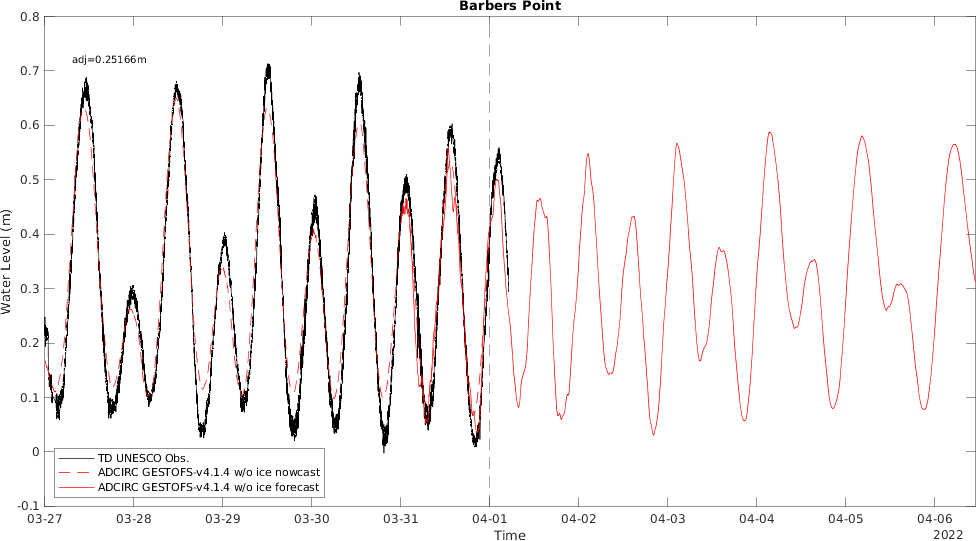 Barbers Point
adj=0.25166m
Water Level (m)
0.8
0.7
0.6
0.5
0.4
0.3
0.2
0.1
0
-0.1
TD UNESCO Obs.
ADCIRC GESTOFS-v4.1.4 w/o ice nowcast
ADCIRC GESTOFS-v4.1.4 w/o ice forecast
03-27 03-28 03-29 03-30 03-31 04-01 04-02 04-03 04-04 04-05 04-06
Time
2022